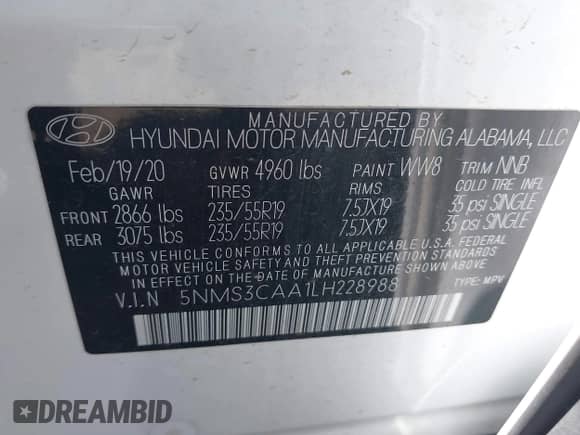 MANUFACTURED BY
HYUNDAI MOTOR MANUFACTURING ALABAMA, LLC
Feb/19/20 GVWR 4960 lbs PAINT WW8 TRIM NNB
GAWR TIRES RIMS COLD TIRE INFL
FRONT 2866 lbs 235/55R19 7.5JX19 35 psi SINGLE
REAR 3075 lbs 235/55R19 7.5JX19 35 psi SINGLE
THIS VEHICLE CONFORMS TO ALL APPLICABLE U.S.A. FEDERAL
MOTOR VEHICLE SAFETY AND THEFT PREVENTION STANDARDS
IN EFFECT ON THE DATE OF MANUFACTURE SHOWN ABOVE.
V.I.N 5NMS3CAA1LH228988
TYPE: MPV
DREAMBID